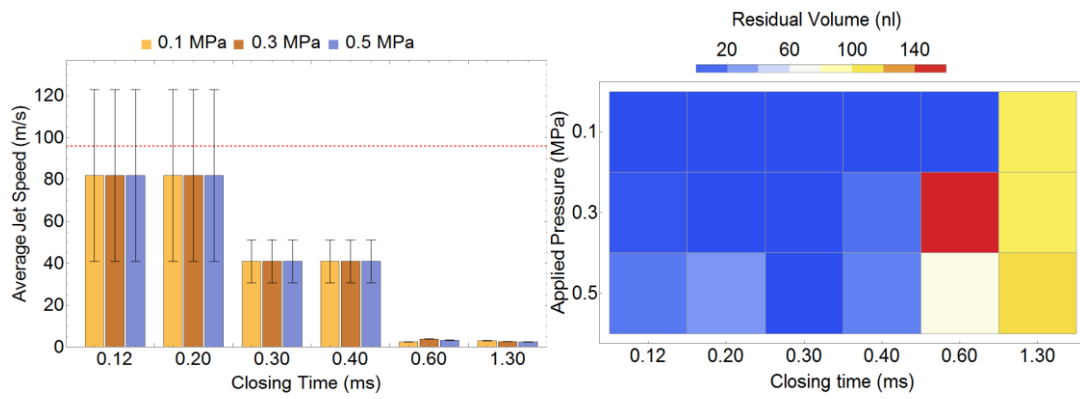 0.1 MPa 0.3 MPa 0.5 MPa
Average Jet Speed (m/s)
120
100
80
60
40
20
0
0.12 0.20 0.30 0.40 0.60 1.30
Closing Time (ms)
Residual Volume (nl)
20 60 100 140
Applied Pressure (MPa)
0.1
0.3
0.5
0.12 0.20 0.30 0.40 0.60 1.30
Closing time (ms)